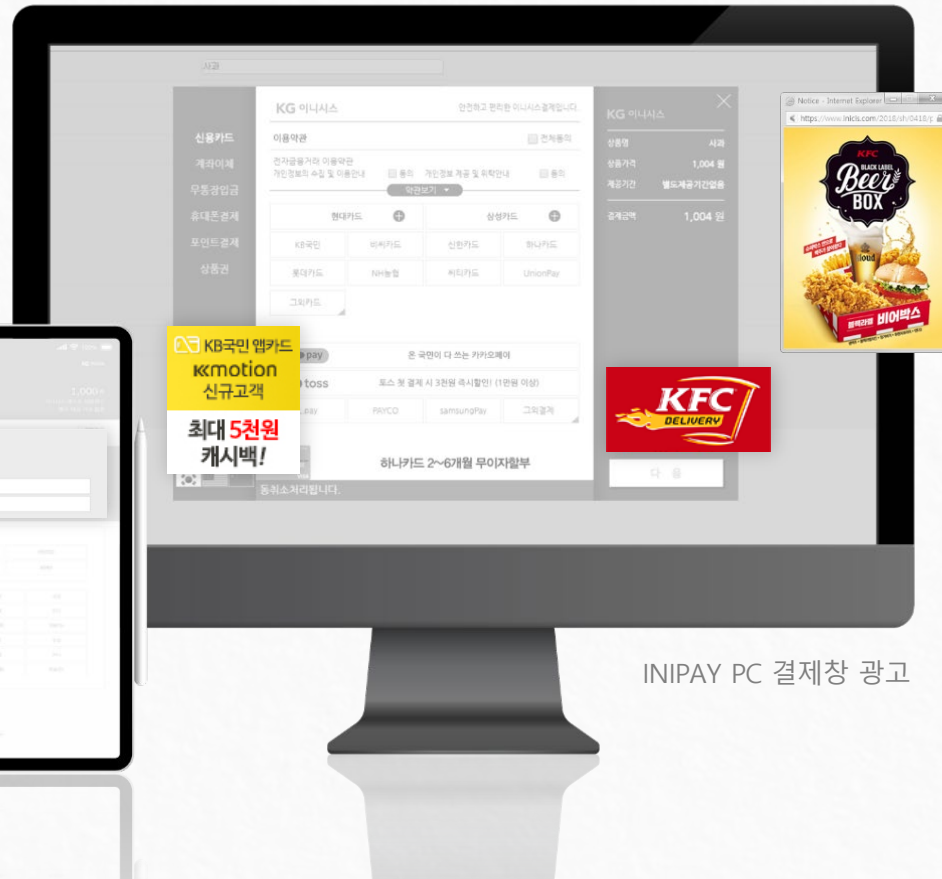 사과
KG 이니시스
안전하고 편리한 이니시스결제입니다.
신용카드
계좌이체
무통장입금
휴대폰결제
포인트결제
상품권
이용약관
전체동의
전자금융거래 이용약관
개인정보의 수집 및 이용안내
동의
개인정보 제공 및 위탁안내
동의
약관보기
현대카드
삼성카드
KB국민
비씨카드
신한카드
하나카드
롯데카드
NH농협
씨티카드
UnionPay
그외카드
pay
온 국민이 다 쓰는 카카오페이
toss
토스 첫 결제 시 3천원 즉시할인! (1만원 이상)
pay
PAYCO
samsungPay
그외결제
하나카드 2~6개월 무이자할부
동취소처리됩니다.
KG 이니시스
상품명 사과
상품가격 1,004 원
제공기간 별도제공기간없음
결제금액 1,004 원
다 음
KB국민 앱카드
motion
신규고객
최대 5천원
캐시백!
KFC
DELIVERY
Notice - Internet Explorer
https://www.inicis.com/2018/sh/0418/p
KFC
BLACK LABEL
Beer
BOX
Cloud
블랙라벨 비어박스
1,000
INIPAY PC 결제창 광고